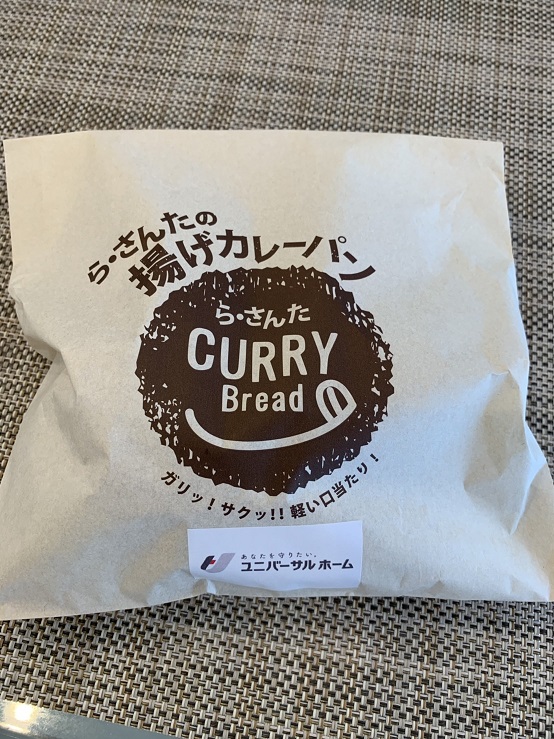 ら・さんたの
揚げカレーパン
ら・さんた
CURRY
Bread
ガリッ！サクッ!! 軽い口当たり！
あなたを守りたい。
ユニバーサル ホーム